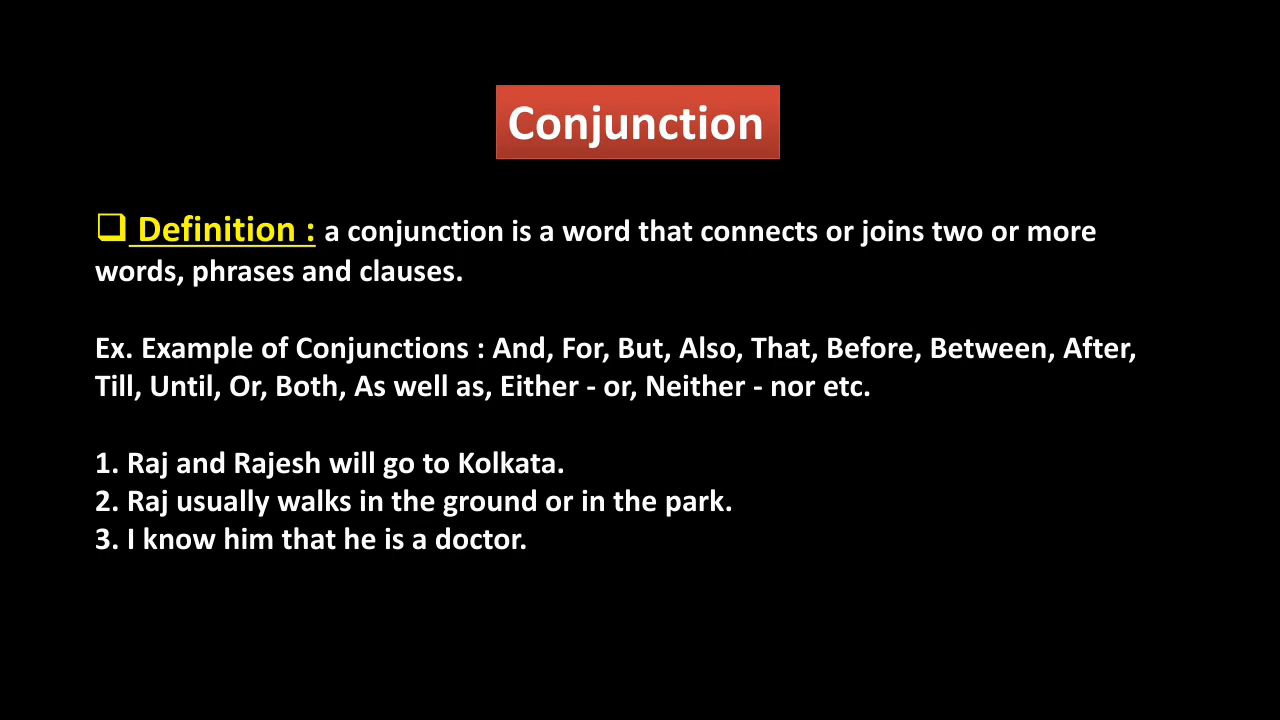 Conjunction
❑ Definition : a conjunction is a word that connects or joins two or more
words, phrases and clauses.
Ex. Example of Conjunctions : And, For, But, Also, That, Before, Between, After,
Till, Until, Or, Both, As well as, Either - or, Neither - nor etc.
1. Raj and Rajesh will go to Kolkata.
2. Raj usually walks in the ground or in the park.
3. I know him that he is a doctor.